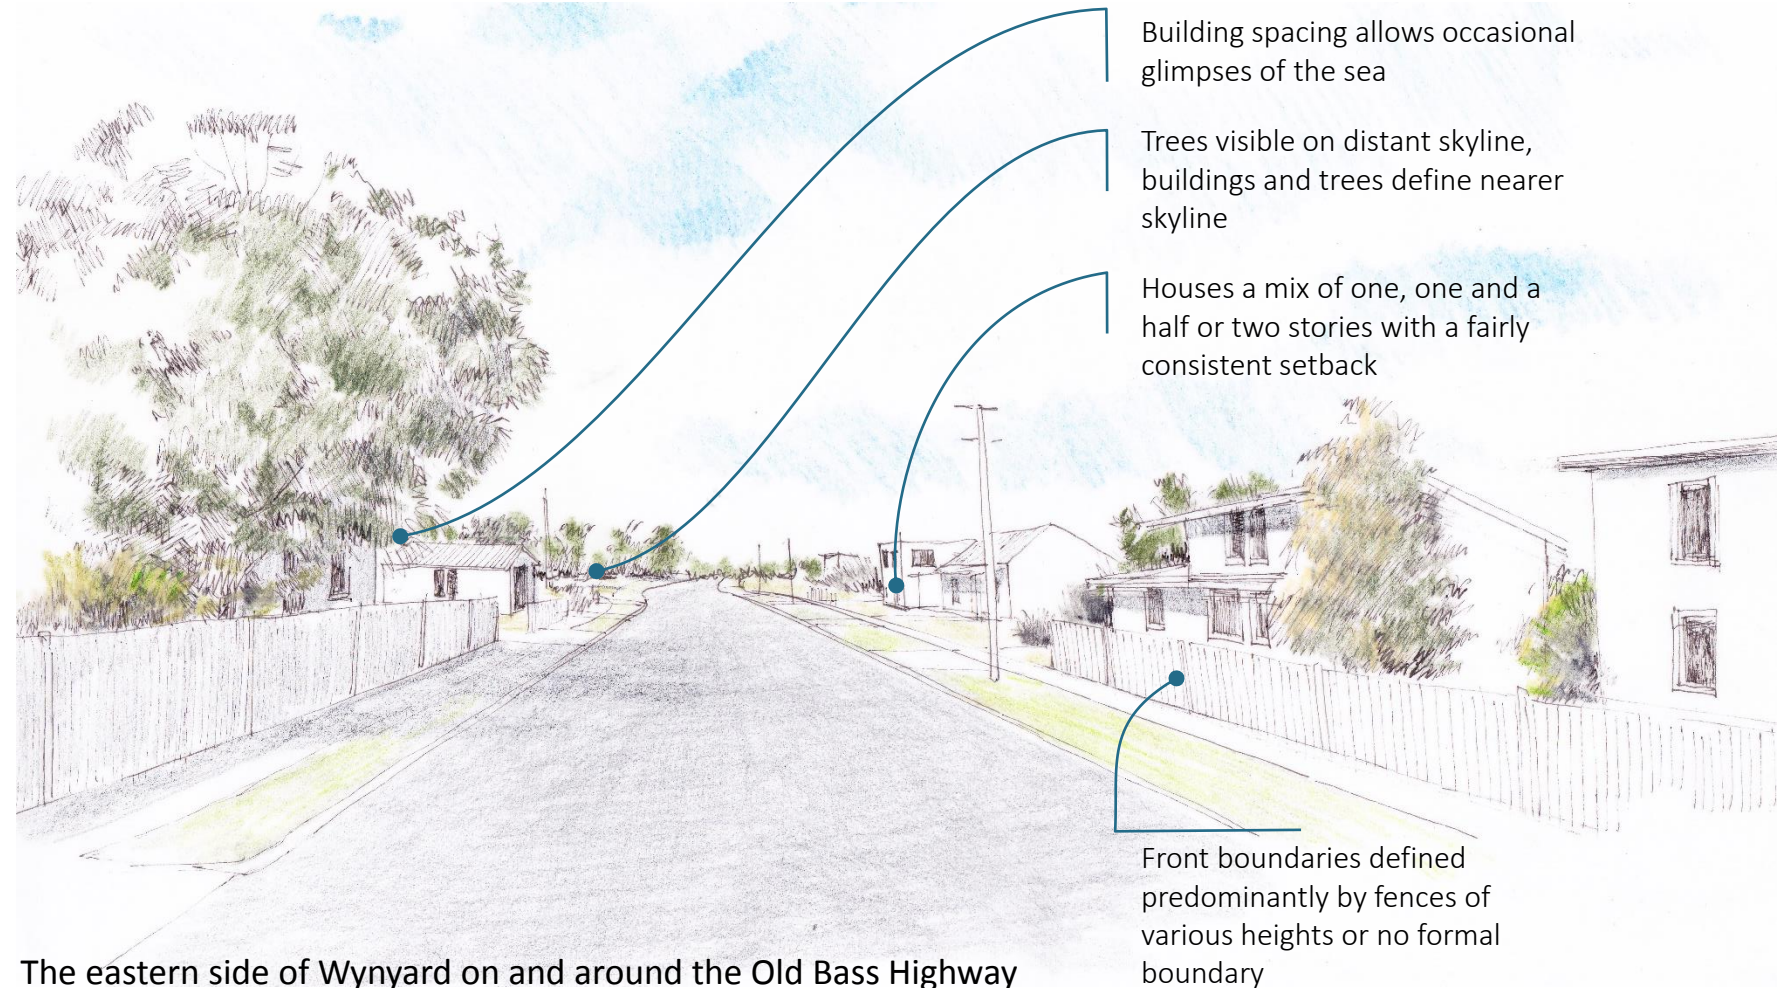 Building spacing allows occasional
glimpses of the sea
Trees visible on distant skyline,
buildings and trees define nearer
skyline
Houses a mix of one, one and a
half or two stories with a fairly
consistent setback
Front boundaries defined
predominantly by fences of
various heights or no formal
boundary
The eastern side of Wynyard on and around the Old Bass Highway